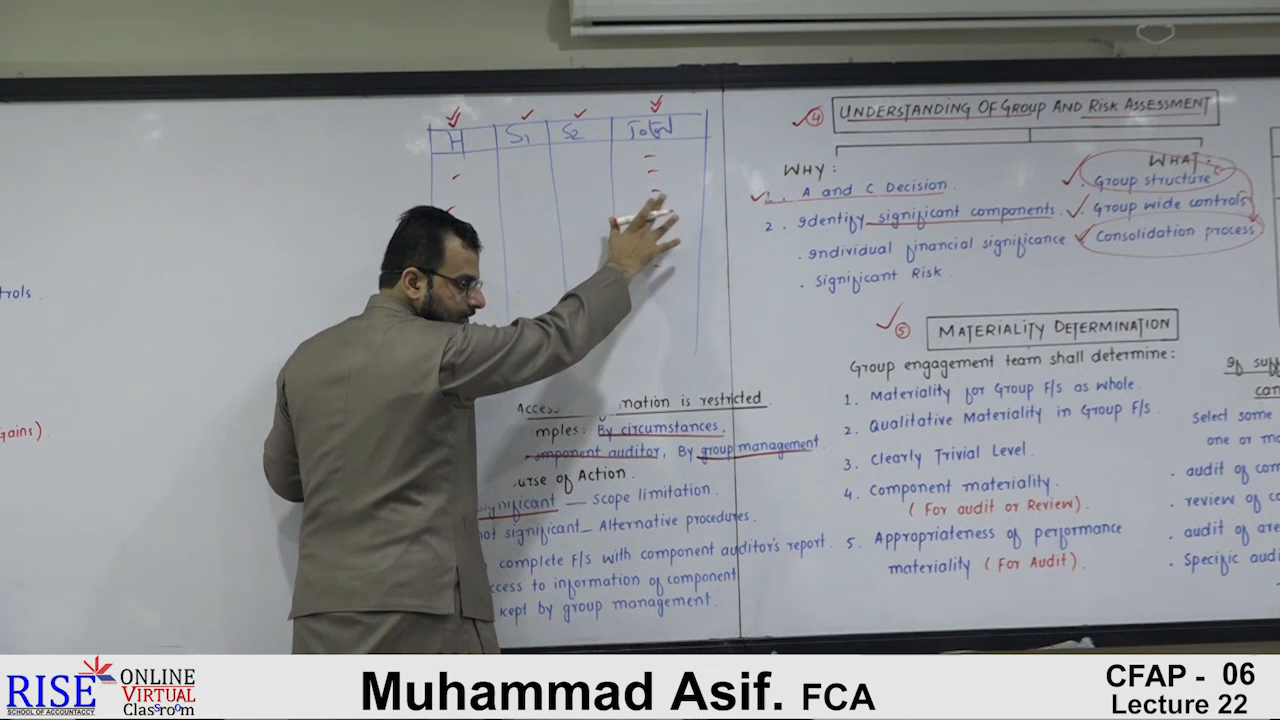 H S1 S2 Total
trols.
Gains).
Access mation is restricted
mples: By circumstances,
omponent auditor, By group management.
urse of Action.
significant — Scope limitation.
not significant — Alternative procedures.
complete F/s with component auditor's report.
ccess to information of component
kept by group management.
4 UNDERSTANDING OF GROUP AND RISK ASSESSMENT
WHY:
1. A and C Decision.
2. Identify significant components.
. Individual financial significance
. Significant Risk.
WHAT:
. Group structure
. Group wide controls
. Consolidation process
5 MATERIALITY DETERMINATION
Group engagement team shall determine:
1. Materiality for Group F/s as whole.
2. Qualitative Materiality in Group F/s.
3. Clearly Trivial Level.
4. Component materiality.
(For audit or Review).
5. Appropriateness of performance
materiality (For Audit).
If suff
can
Select some
one or mo
. audit of com
. review of co
. audit of are
. Specific audi
RISE
SCHOOL OF ACCOUNTANCY
ONLINE
VIRTUAL
Classroom
Muhammad Asif. FCA
CFAP - 06
Lecture 22